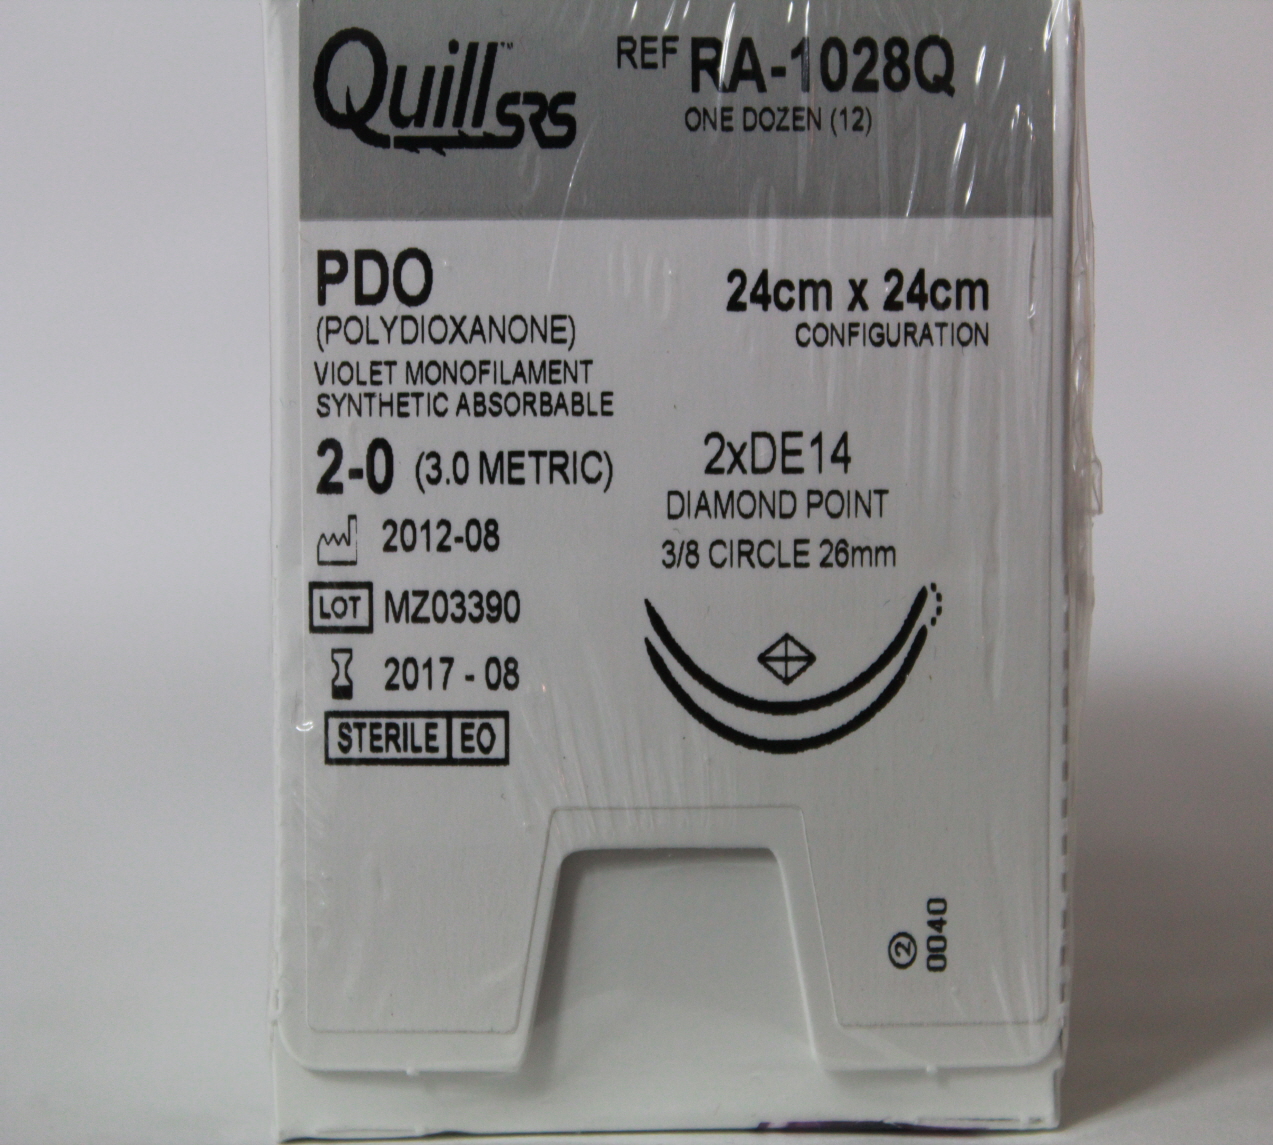 Quill™ SRS
REF RA-1028Q
ONE DOZEN (12)
PDO
(POLYDIOXANONE)
VIOLET MONOFILAMENT
SYNTHETIC ABSORBABLE
2-0 (3.0 METRIC)
2012-08
LOT MZ03390
2017 - 08
STERILE EO
24cm x 24cm
CONFIGURATION
2xDE14
DIAMOND POINT
3/8 CIRCLE 26mm
2
0040